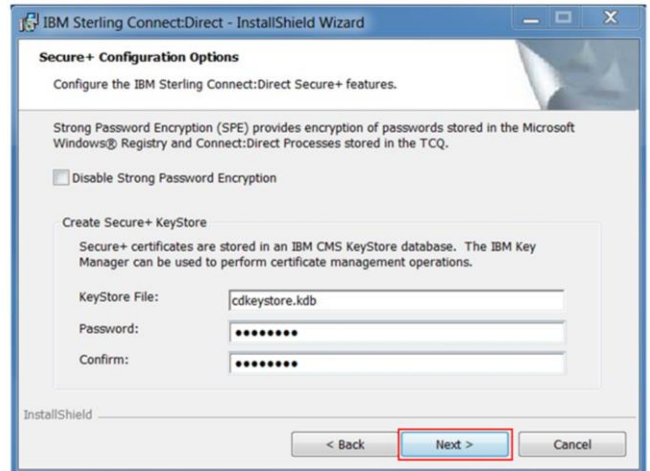 IBM Sterling Connect:Direct - InstallShield Wizard
Secure+ Configuration Options
Configure the IBM Sterling Connect:Direct Secure+ features.
Strong Password Encryption (SPE) provides encryption of passwords stored in the Microsoft
Windows® Registry and Connect:Direct Processes stored in the TCQ.
Disable Strong Password Encryption
Create Secure+ KeyStore
Secure+ certificates are stored in an IBM CMS KeyStore database. The IBM Key
Manager can be used to perform certificate management operations.
KeyStore File: cdkeystore.kdb
Password: ●●●●●●●●
Confirm: ●●●●●●●●
InstallShield
< Back Next > Cancel